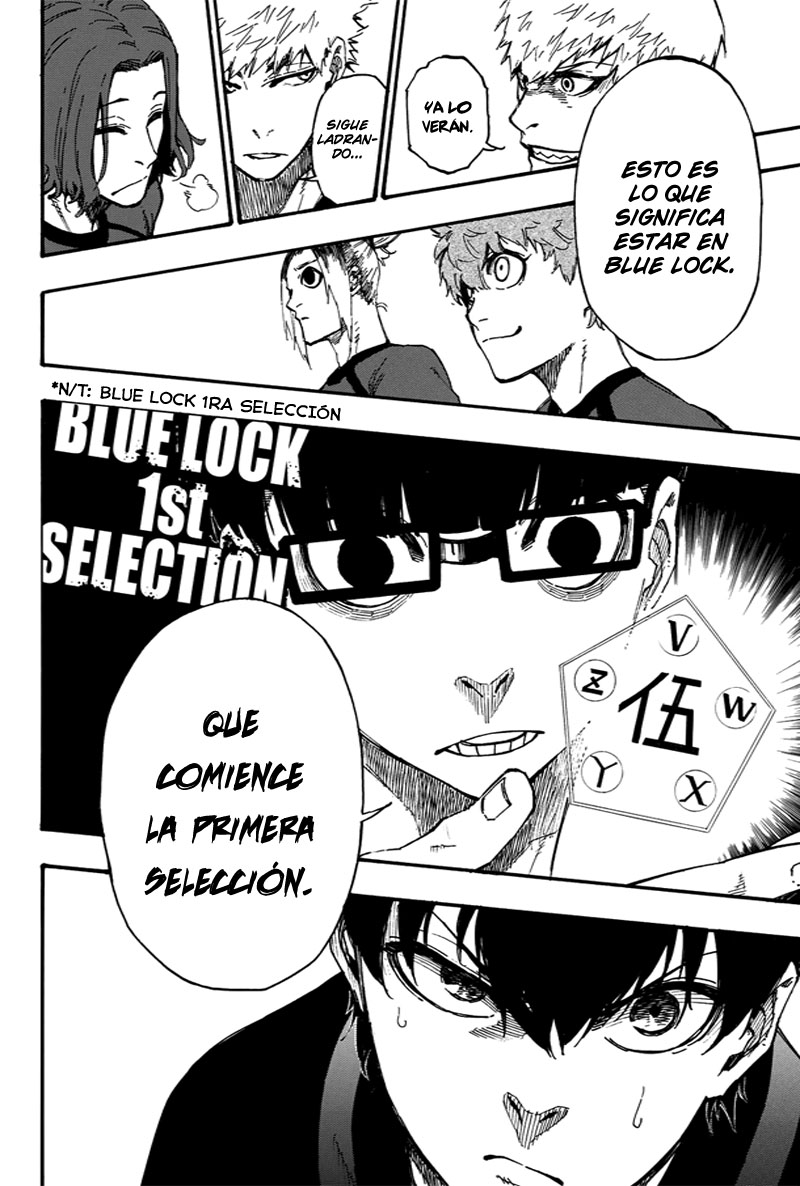 YA LO
VERÁN.
SIGUE
LADRAN-
DO...
ESTO ES
LO QUE
SIGNIFICA
ESTAR EN
BLUE LOCK.
*N/T: BLUE LOCK 1RA SELECCIÓN
BLUE LOCK
1st
SELECTION
V
Z
伍
W
Y
X
QUE
COMIENCE
LA PRIMERA
SELECCIÓN.